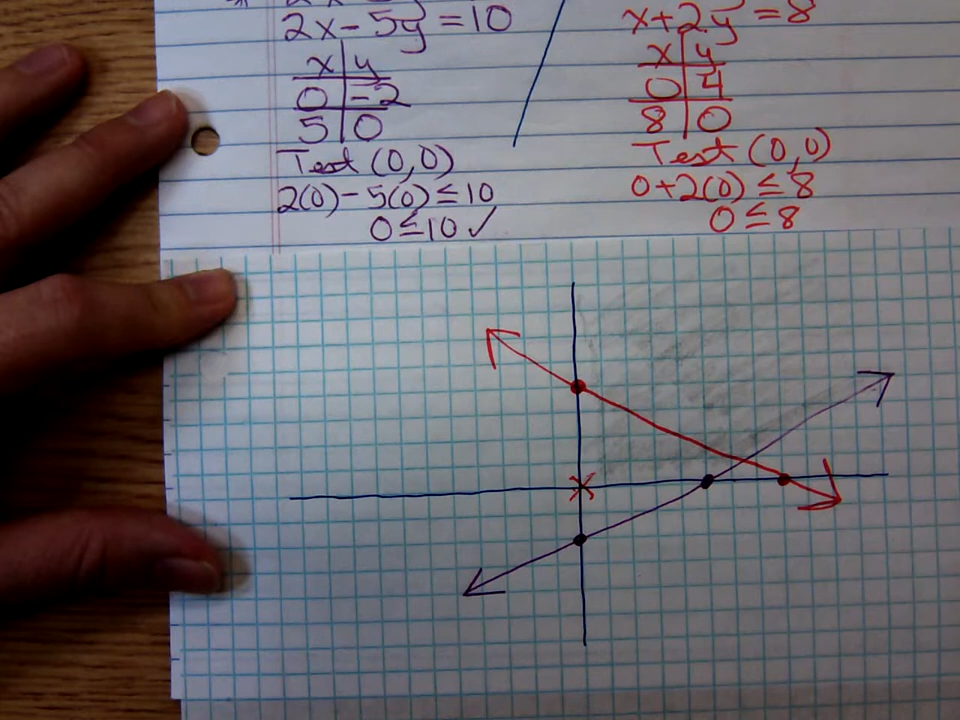 2x-5y=10
x|y
0|-2
5|0
Test (0,0)
2(0)-5(0)≤10
0≤10✓
x+2y=8
x|y
0|4
8|0
Test (0,0)
0+2(0)≤8
0≤8